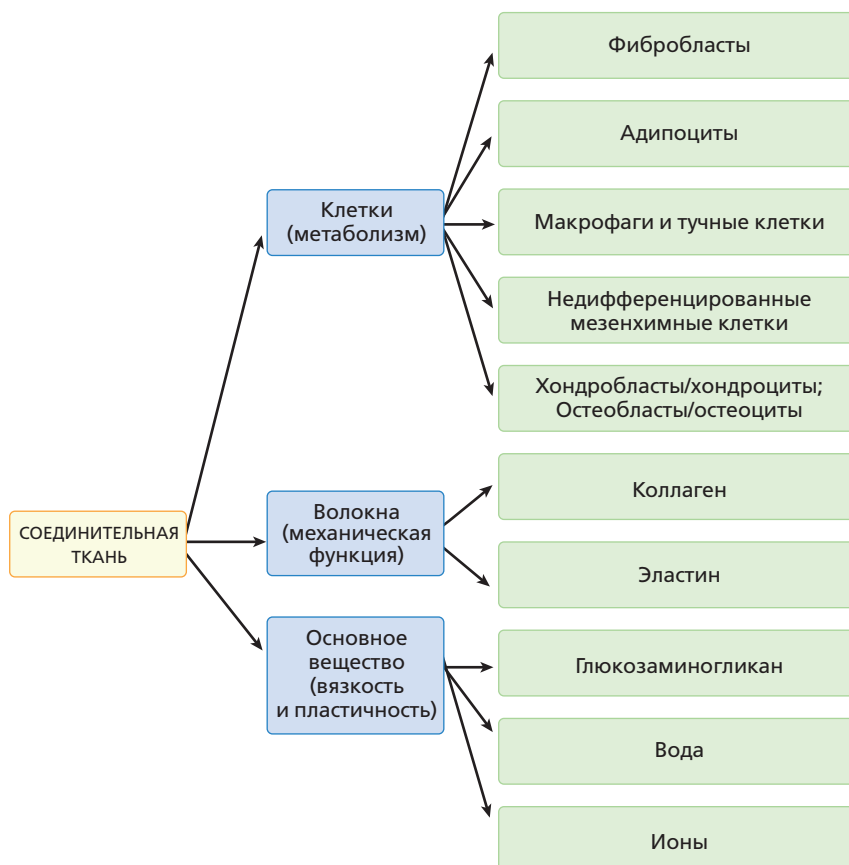 Фибробласты
Адипоциты
Клетки
(метаболизм)
Макрофаги и тучные клетки
Недифференцированные
мезенхимные клетки
Хондробласты/хондроциты;
Остеобласты/остеоциты
СОЕДИНИТЕЛЬНАЯ
ТКАНЬ
Волокна
(механическая
функция)
Коллаген
Эластин
Основное
вещество
(вязкость
и пластичность)
Глюкозаминогликан
Вода
Ионы